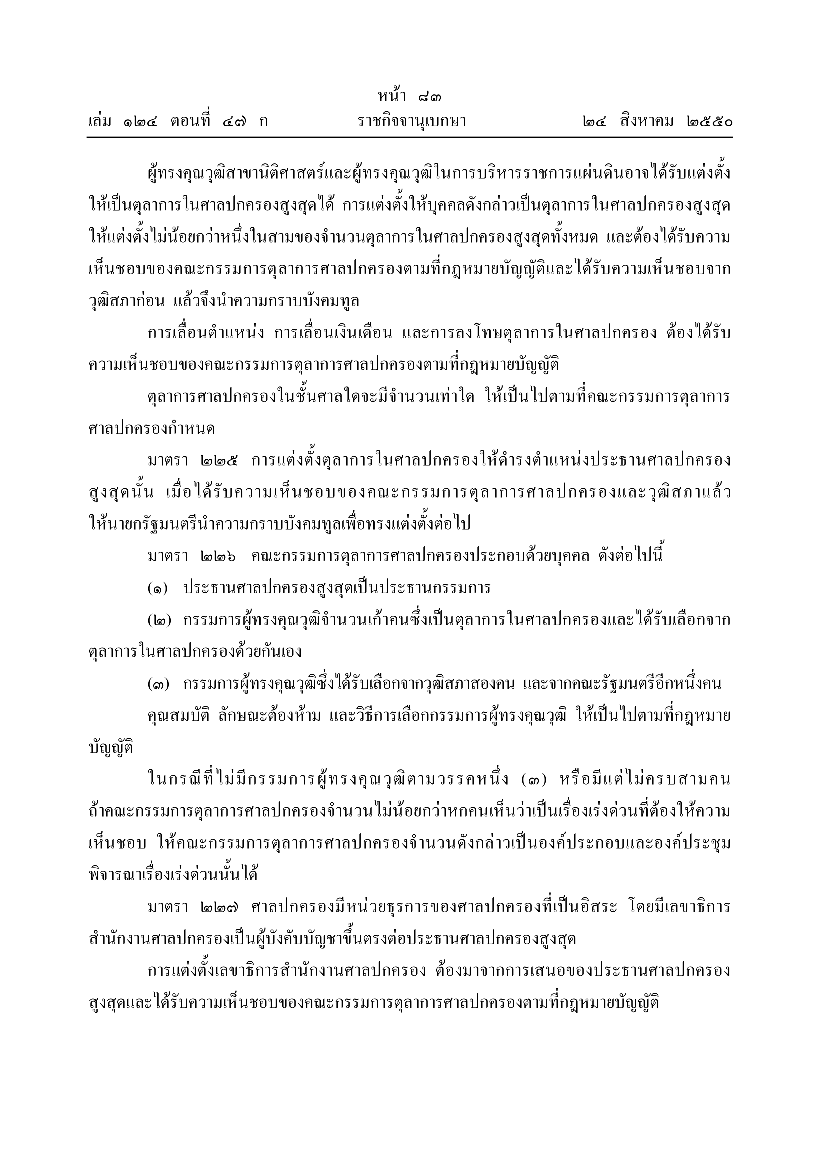 หน้า ๘๓
เล่ม ๑๒๔ ตอนที่ ๔๗ ก ราชกิจจานุเบกษา ๒๔ สิงหาคม ๒๕๕๐
ผู้ทรงคุณวุฒิสาขานิติศาสตร์และผู้ทรงคุณวุฒิในการบริหารราชการแผ่นดินอาจได้รับแต่งตั้ง
ให้เป็นตุลาการในศาลปกครองสูงสุดได้ การแต่งตั้งให้บุคคลดังกล่าวเป็นตุลาการในศาลปกครองสูงสุด
ให้แต่งตั้งไม่น้อยกว่าหนึ่งในสามของจำนวนตุลาการในศาลปกครองสูงสุดทั้งหมด และต้องได้รับความ
เห็นชอบของคณะกรรมการตุลาการศาลปกครองตามที่กฎหมายบัญญัติและได้รับความเห็นชอบจาก
วุฒิสภาก่อน แล้วจึงนำความกราบบังคมทูล
การเลื่อนตำแหน่ง การเลื่อนเงินเดือน และการลงโทษตุลาการในศาลปกครอง ต้องได้รับ
ความเห็นชอบของคณะกรรมการตุลาการศาลปกครองตามที่กฎหมายบัญญัติ
ตุลาการศาลปกครองในชั้นศาลใดจะมีจำนวนเท่าใด ให้เป็นไปตามที่คณะกรรมการตุลาการ
ศาลปกครองกำหนด
มาตรา ๒๒๕ การแต่งตั้งตุลาการในศาลปกครองให้ดำรงตำแหน่งประธานศาลปกครอง
สูงสุดนั้น เมื่อได้รับความเห็นชอบของคณะกรรมการตุลาการศาลปกครองและวุฒิสภาแล้ว
ให้นายกรัฐมนตรีนำความกราบบังคมทูลเพื่อทรงแต่งตั้งต่อไป
มาตรา ๒๒๖ คณะกรรมการตุลาการศาลปกครองประกอบด้วยบุคคล ดังต่อไปนี้
(๑) ประธานศาลปกครองสูงสุดเป็นประธานกรรมการ
(๒) กรรมการผู้ทรงคุณวุฒิจำนวนเก้าคนซึ่งเป็นตุลาการในศาลปกครองและได้รับเลือกจาก
ตุลาการในศาลปกครองด้วยกันเอง
(๓) กรรมการผู้ทรงคุณวุฒิซึ่งได้รับเลือกจากวุฒิสภาสองคน และจากคณะรัฐมนตรีอีกหนึ่งคน
คุณสมบัติ ลักษณะต้องห้าม และวิธีการเลือกกรรมการผู้ทรงคุณวุฒิ ให้เป็นไปตามที่กฎหมาย
บัญญัติ
ในกรณีที่ไม่มีกรรมการผู้ทรงคุณวุฒิตามวรรคหนึ่ง (๓) หรือมีแต่ไม่ครบสามคน
ถ้าคณะกรรมการตุลาการศาลปกครองจำนวนไม่น้อยกว่าหกคนเห็นว่าเป็นเรื่องเร่งด่วนที่ต้องให้ความ
เห็นชอบ ให้คณะกรรมการตุลาการศาลปกครองจำนวนดังกล่าวเป็นองค์ประกอบและองค์ประชุม
พิจารณาเรื่องเร่งด่วนนั้นได้
มาตรา ๒๒๗ ศาลปกครองมีหน่วยธุรการของศาลปกครองที่เป็นอิสระ โดยมีเลขาธิการ
สำนักงานศาลปกครองเป็นผู้บังคับบัญชาขึ้นตรงต่อประธานศาลปกครองสูงสุด
การแต่งตั้งเลขาธิการสำนักงานศาลปกครอง ต้องมาจากการเสนอของประธานศาลปกครอง
สูงสุดและได้รับความเห็นชอบของคณะกรรมการตุลาการศาลปกครองตามที่กฎหมายบัญญัติ